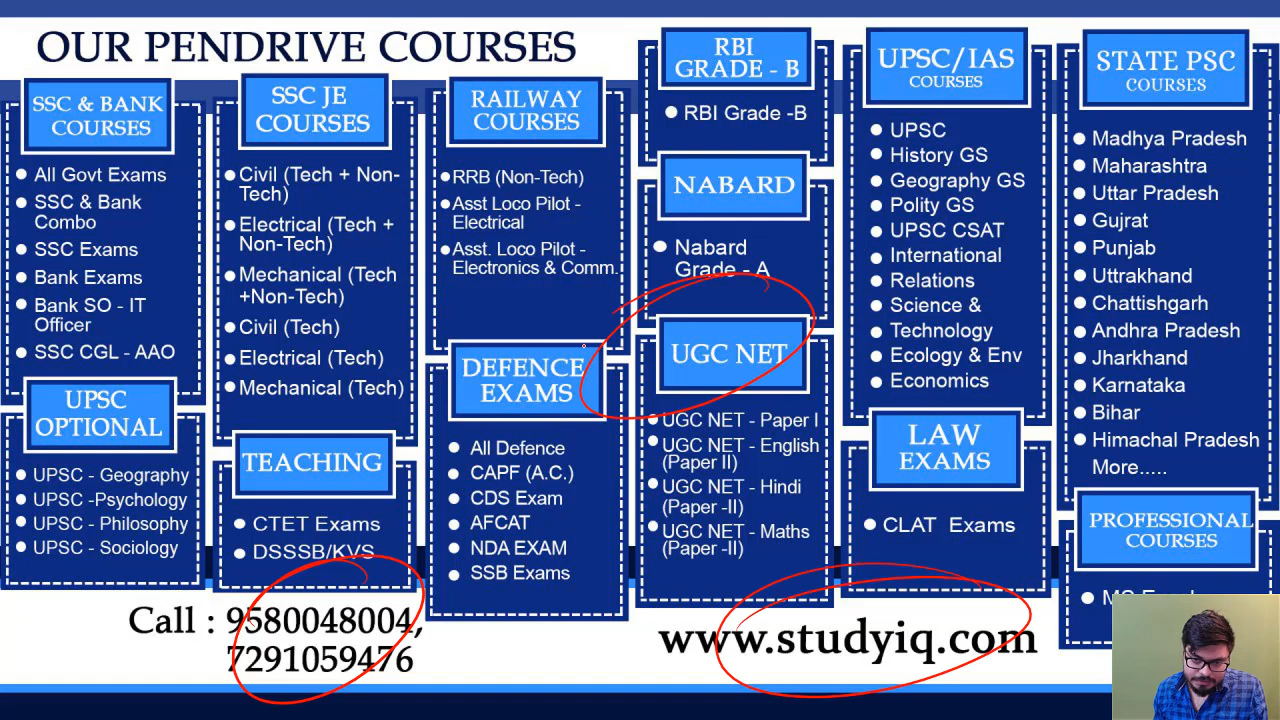 OUR PENDRIVE COURSES
SSC & BANK
COURSES
All Govt Exams
SSC & Bank
Combo
SSC Exams
Bank Exams
Bank SO - IT
Officer
SSC CGL - AAO
UPSC
OPTIONAL
UPSC - Geography
UPSC -Psychology
UPSC - Philosophy
UPSC - Sociology
SSC JE
COURSES
Civil (Tech + Non-
Tech)
Electrical (Tech +
Non-Tech)
Mechanical (Tech
+Non-Tech)
Civil (Tech)
Electrical (Tech)
Mechanical (Tech)
TEACHING
CTET Exams
DSSSB/KVS
RAILWAY
COURSES
RRB (Non-Tech)
Asst Loco Pilot -
Electrical
Asst. Loco Pilot -
Electronics & Comm.
DEFENCE
EXAMS
All Defence
CAPF (A.C.)
CDS Exam
AFCAT
NDA EXAM
SSB Exams
RBI
GRADE - B
RBI Grade -B
NABARD
Nabard
Grade - A
UGC NET
UGC NET - Paper I
UGC NET - English
(Paper II)
UGC NET - Hindi
(Paper -II)
UGC NET - Maths
(Paper -II)
UPSC/IAS
COURSES
UPSC
History GS
Geography GS
Polity GS
UPSC CSAT
International
Relations
Science &
Technology
Ecology & Env
Economics
LAW
EXAMS
CLAT Exams
STATE PSC
COURSES
Madhya Pradesh
Maharashtra
Uttar Pradesh
Gujrat
Punjab
Uttrakhand
Chattishgarh
Andhra Pradesh
Jharkhand
Karnataka
Bihar
Himachal Pradesh
More.....
PROFESSIONAL
COURSES
Call : 9580048004,
7291059476
www.studyiq.com